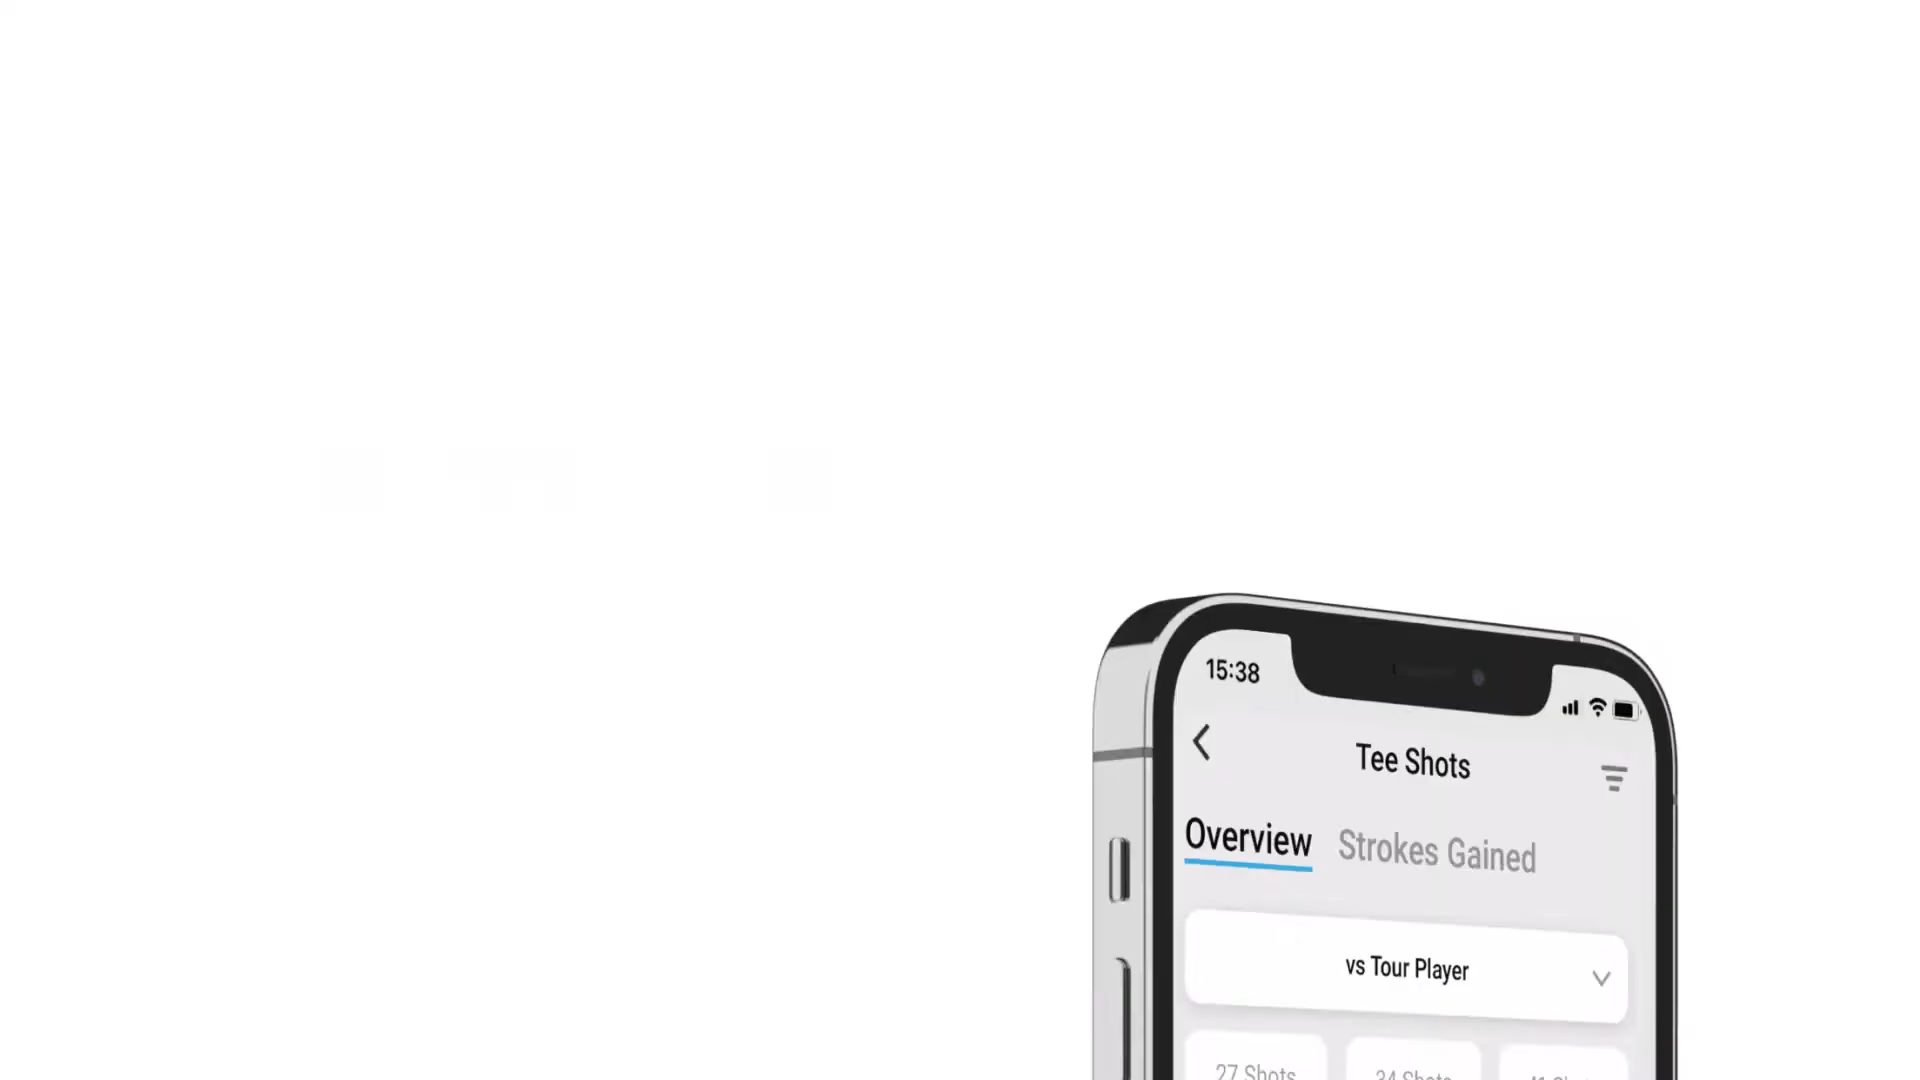 15:38
Tee Shots
Overview Strokes Gained
vs Tour Player
27 Shots 34 Shots